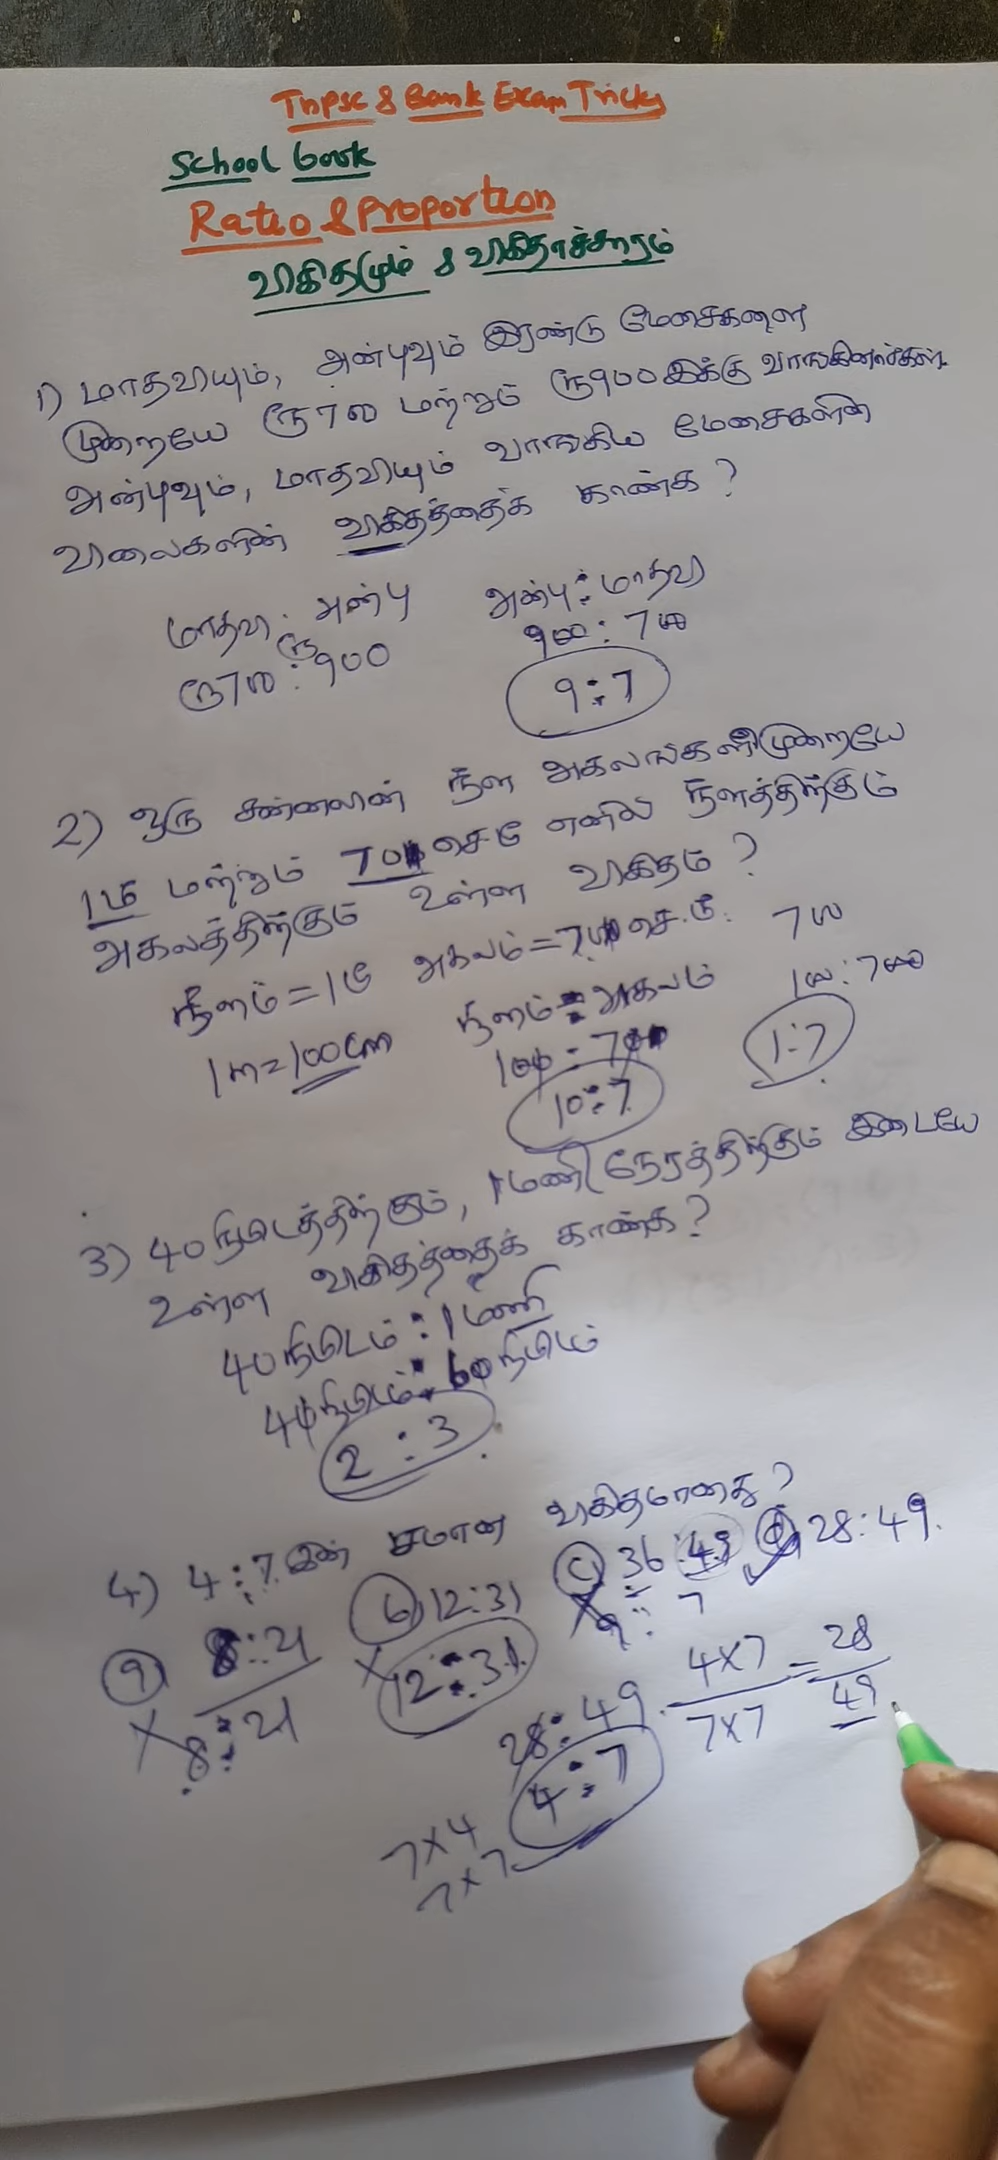 Tnpsc & Bank Exam Tricks
School book
Ratio & Proportion
விகிதமும் & விகிதாச்சாரம்
1) மாதவியும், அன்புவும் இரண்டு மேசைகளை
முறையே ரூ700 மற்றும் ரூ900 இக்கு வாங்கினார்கள்.
அன்புவும், மாதவியும் வாங்கிய மேசைகளின்
விலைகளின் விகிதத்தைக் காண்க?
மாதவி : அன்பு
ரூ700 : ரூ900
அன்பு : மாதவி
900 : 700
9:7
2) ஒரு சன்னலின் நீள அகலங்கள் முறையே
1மீ மற்றும் 70 செமீ எனில் நீளத்திற்கும்
அகலத்திற்கும் உள்ள விகிதம்?
நீளம் = 1மீ அகலம் = 70 செ.மீ. 700
1m = 100cm நீளம் : அகலம் 100:700
100 : 70 1:7
10:7
3) 40 நிமிடத்திற்கும், 1மணி நேரத்திற்கும் இடையே
உள்ள விகிதத்தைக் காண்க?
40 நிமிடம் : 1 மணி
40 நிமிடம் : 60 நிமிடம்
2 : 3
4) 4:7 இன் சமான விகிதமானது?
8:21 b) 12:31 c) 36:49 d) 28:49.
8:21 12:31 9:7
28:49. 4×7/7×7 = 28/49
4:7
7×4
7×7